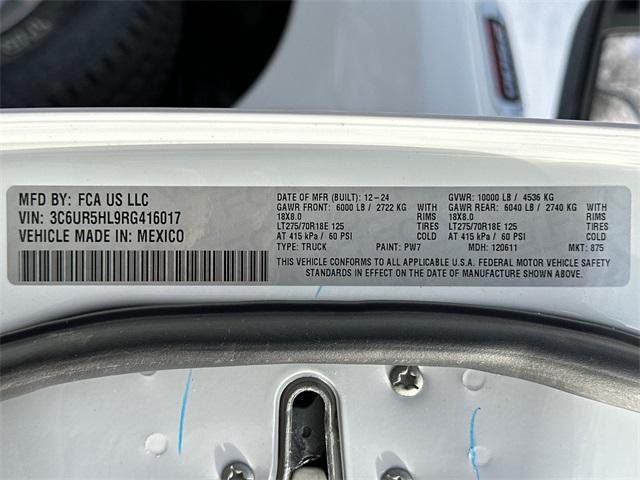 MFD BY: FCA US LLC
VIN: 3C6UR5HL9RG416017
VEHICLE MADE IN: MEXICO
DATE OF MFR (BUILT): 12-24
GAWR FRONT: 6000 LB / 2722 KG
18X8.0 RIMS
LT275/70R18E 125 TIRES
AT 415 kPa / 60 PSI COLD
TYPE: TRUCK PAINT: PW7
GVWR: 10000 LB / 4536 KG
GAWR REAR: 6040 LB / 2740 KG
18X8.0 RIMS
LT275/70R18E 125 TIRES
AT 415 kPa / 60 PSI COLD
MDH: 120611 MKT: 875
THIS VEHICLE CONFORMS TO ALL APPLICABLE U.S.A. FEDERAL MOTOR VEHICLE SAFETY
STANDARDS IN EFFECT ON THE DATE OF MANUFACTURE SHOWN ABOVE.